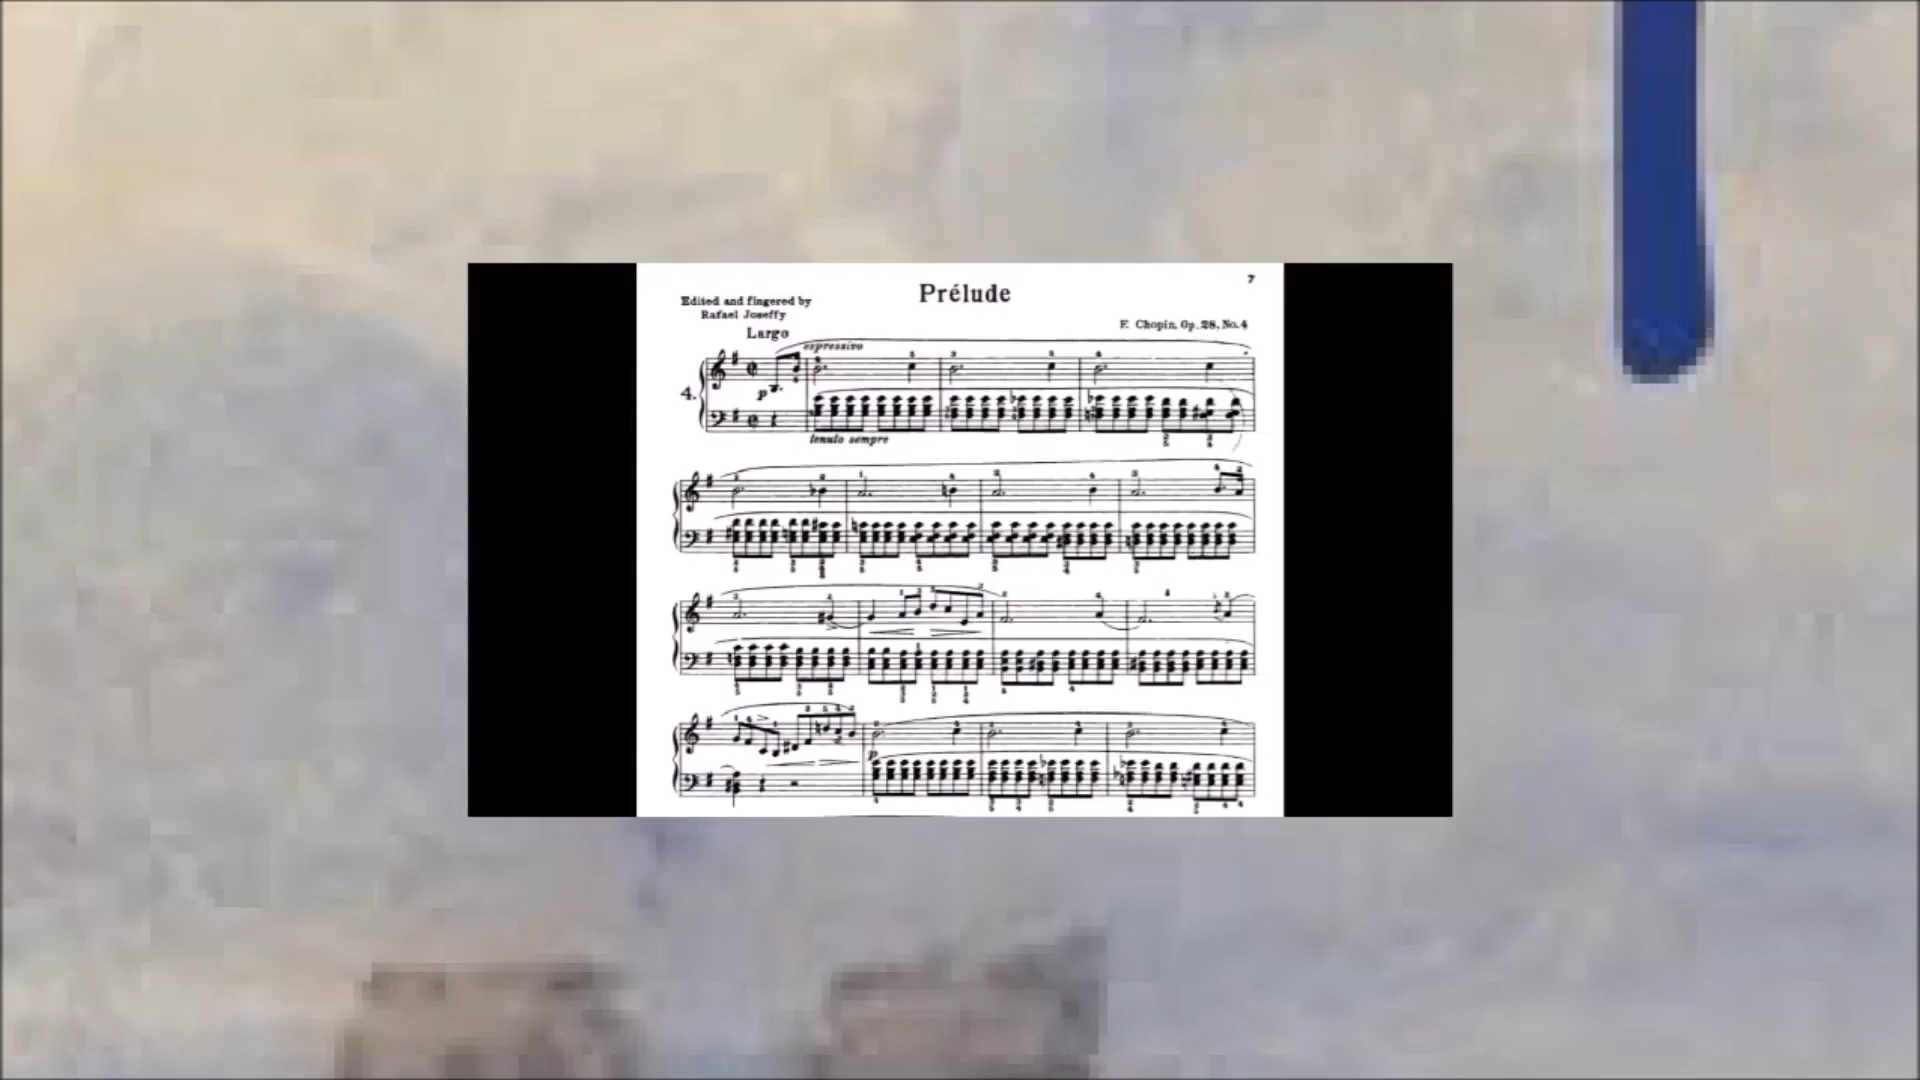 7
Prélude
Edited and fingered by
Rafael Joseffy
Largo
F. Chopin, Op. 28, No. 4
espressivo
4.
p
tenuto sempre
p